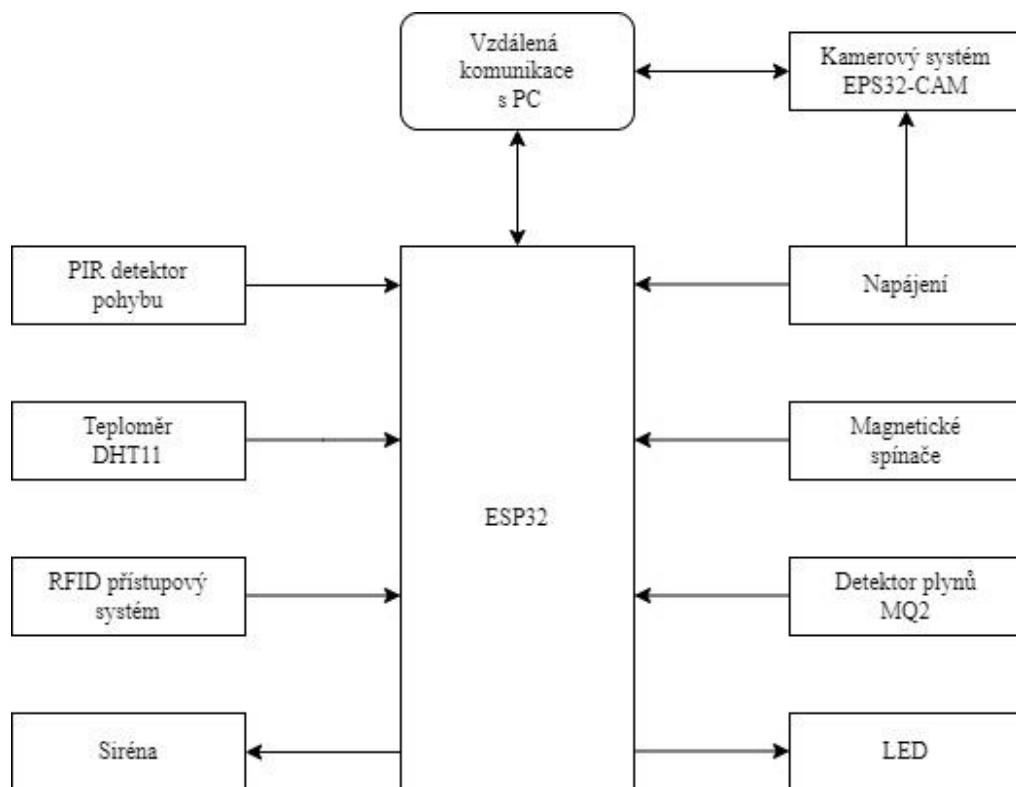 Vzdálená
komunikace
s PC
Kamerový systém
EPS32-CAM
PIR detektor
pohybu
Napájení
Teploměr
DHT11
Magnetické
spínače
ESP32
RFID přístupový
systém
Detektor plynů
MQ2
Siréna
LED